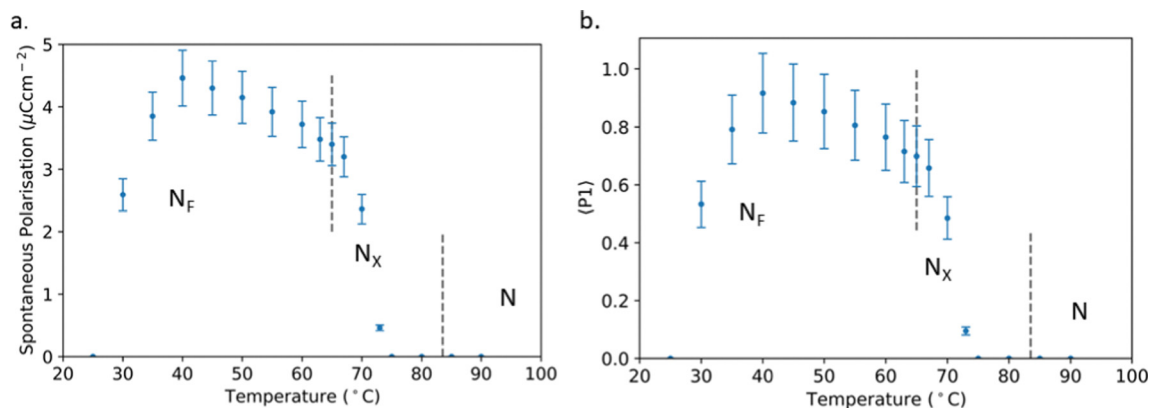 a.
Spontaneous Polarisation (μCcm⁻²)
5
4
3
2
1
0
N_F
N_X
N
20 30 40 50 60 70 80 90 100
Temperature (°C)
b.
⟨P1⟩
1.0
0.8
0.6
0.4
0.2
0.0
N_F
N_X
N
20 30 40 50 60 70 80 90 100
Temperature (°C)